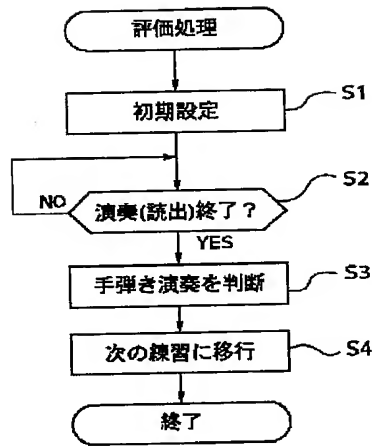 評価処理
初期設定
S1
演奏(読出)終了?
S2
NO
YES
手弾き演奏を判断
S3
次の練習に移行
S4
終了